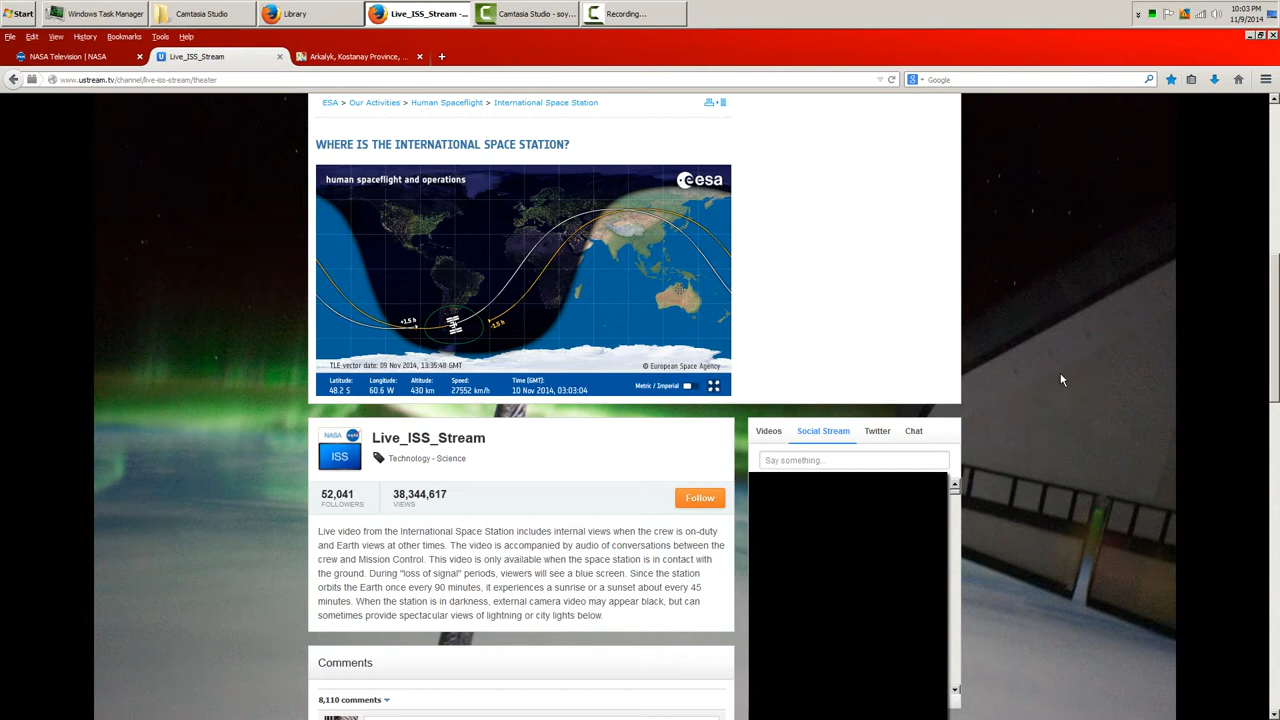 Start
Windows Task Manager
Camtasia Studio
Library
Live_ISS_Stream -...
Camtasia Studio - soy...
Recording...
10:03 PM
11/9/2014
File Edit View History Bookmarks Tools Help
NASA Television | NASA
Live_ISS_Stream
Arkalyk, Kostanay Province, ...
www.ustream.tv/channel/live-iss-stream/theater
Google
ESA > Our Activities > Human Spaceflight > International Space Station
WHERE IS THE INTERNATIONAL SPACE STATION?
human spaceflight and operations
esa
+1.5 h
-1.5 h
TLE vector date: 09 Nov 2014, 13:35:48 GMT
© European Space Agency
Latitude: Longitude: Altitude: Speed: Time (GMT):
48.2 S 60.6 W 430 km 27552 km/h 10 Nov 2014, 03:03:04
Metric / Imperial
NASA
ISS
Live_ISS_Stream
Technology - Science
52,041 38,344,617
FOLLOWERS VIEWS
Follow
Live video from the International Space Station includes internal views when the crew is on-duty
and Earth views at other times. The video is accompanied by audio of conversations between the
crew and Mission Control. This video is only available when the space station is in contact with
the ground. During "loss of signal" periods, viewers will see a blue screen. Since the station
orbits the Earth once every 90 minutes, it experiences a sunrise or a sunset about every 45
minutes. When the station is in darkness, external camera video may appear black, but can
sometimes provide spectacular views of lightning or city lights below.
Videos Social Stream Twitter Chat
Say something...
Comments
8,110 comments